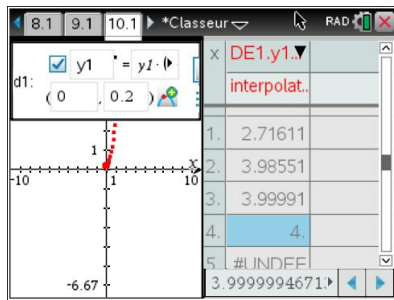 8.1 9.1 10.1 *Classeur RAD
y1 ' = y1·(
d1:
(0 , 0.2 )
1
x
-10 1 10
-6.67
x DE1.y1..
interpolat..
1. 2.71611
2. 3.98551
3. 3.99991
4. 4.
5. #UNDEF
3.9999994671